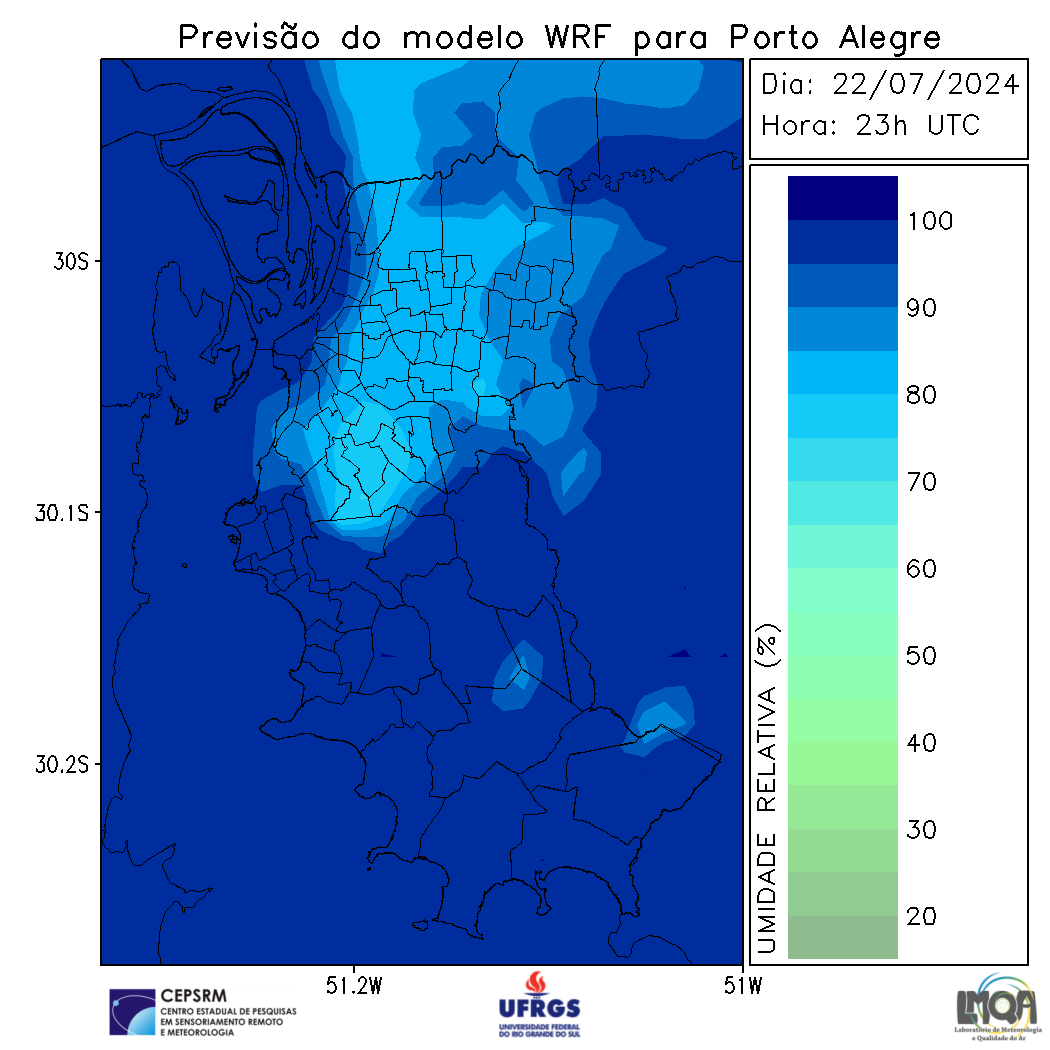 Previsão do modelo WRF para Porto Alegre
Dia: 22/07/2024
Hora: 23h UTC
30S
30.1S
30.2S
51.2W
51W
100
90
80
70
60
50
40
30
20
UMIDADE RELATIVA (%)
CEPSRM
CENTRO ESTADUAL DE PESQUISAS
EM SENSORIAMENTO REMOTO
E METEOROLOGIA
UFRGS
UNIVERSIDADE FEDERAL
DO RIO GRANDE DO SUL
LMQA
Laboratório de Meteorologia
e Qualidade do Ar